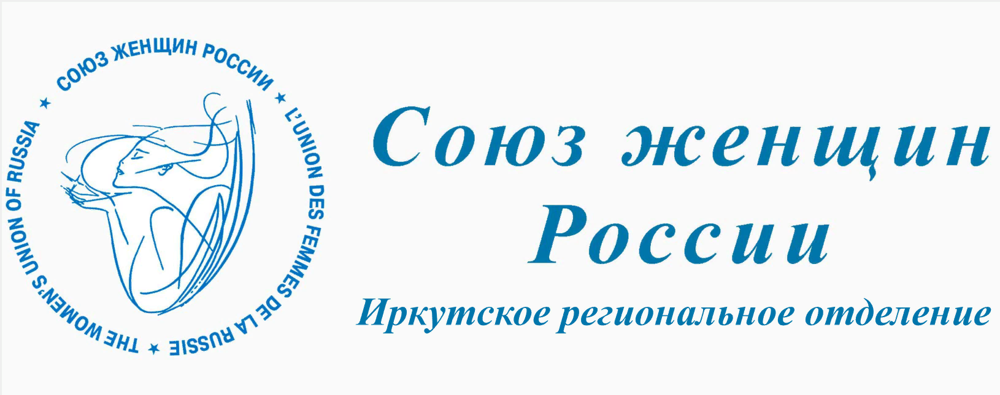 СОЮЗ ЖЕНЩИН РОССИИ ★ L'UNION DES FEMMES DE LA RUSSIE ★ THE WOMEN'S UNION OF RUSSIA ★
Союз женщин
России
Иркутское региональное отделение